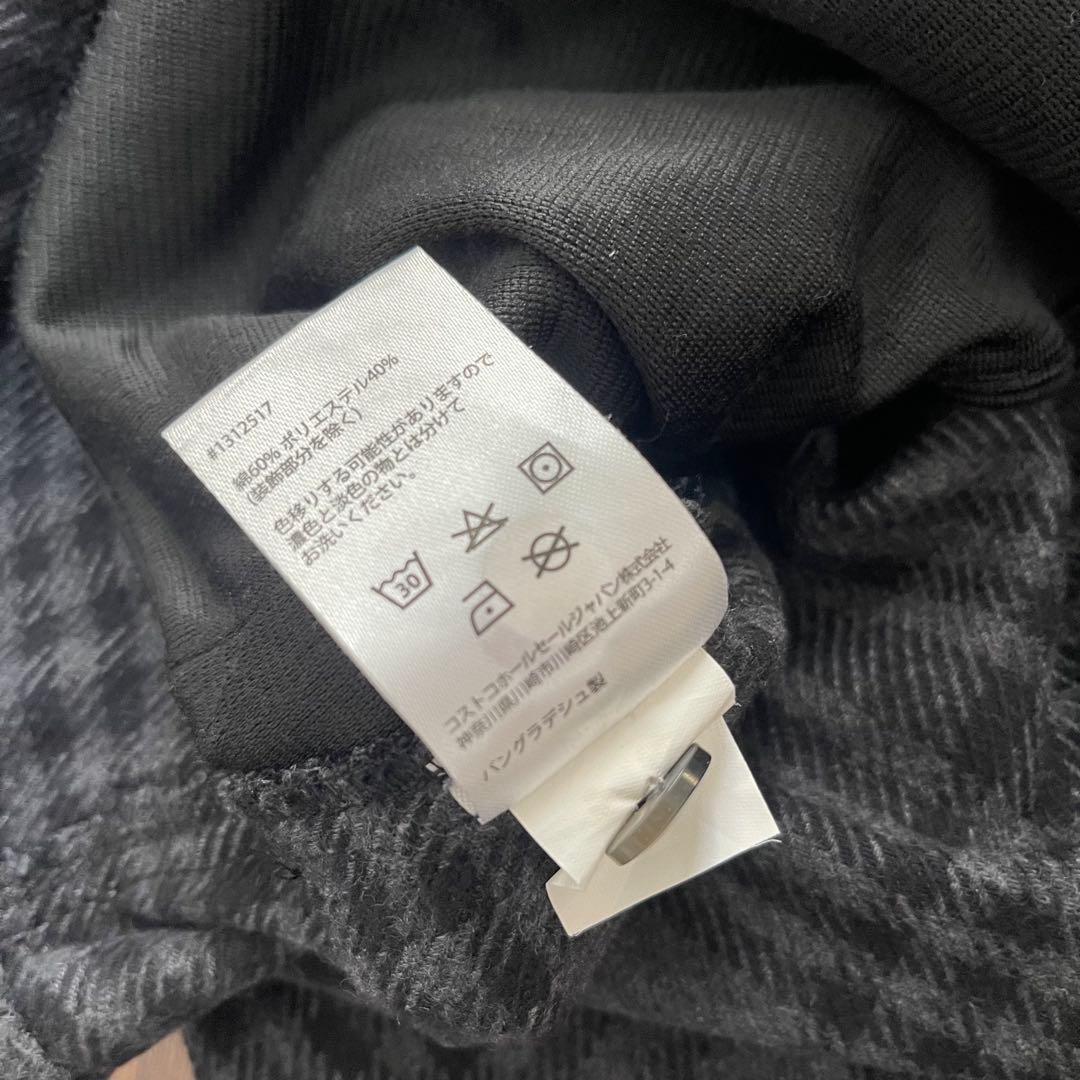 #1312517
綿60% ポリエステル40%
(装飾部分を除く)
色移りする可能性がありますので
濃色と淡色の物とは分けて
お洗いください。
30
コストコホールセールジャパン株式会社
神奈川県川崎市川崎区池上新町3-1-4
バングラデシュ製